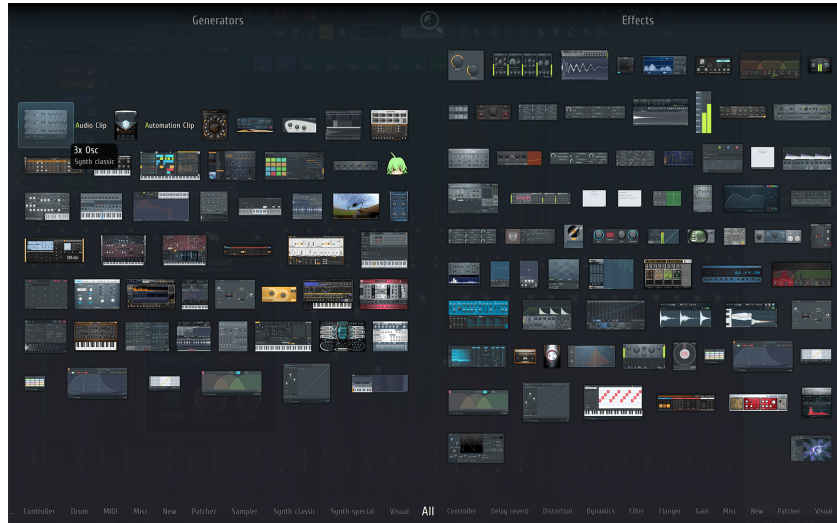 Generators
Effects
Audio Clip
Automation Clip
3x Osc
Synth classic
Controller Drum MIDI Misc New Patcher Sampler Synth classic Synth special Visual All Controller Delay reverb Distortion Dynamics Filter Flanger Gain Misc New Patcher Visual